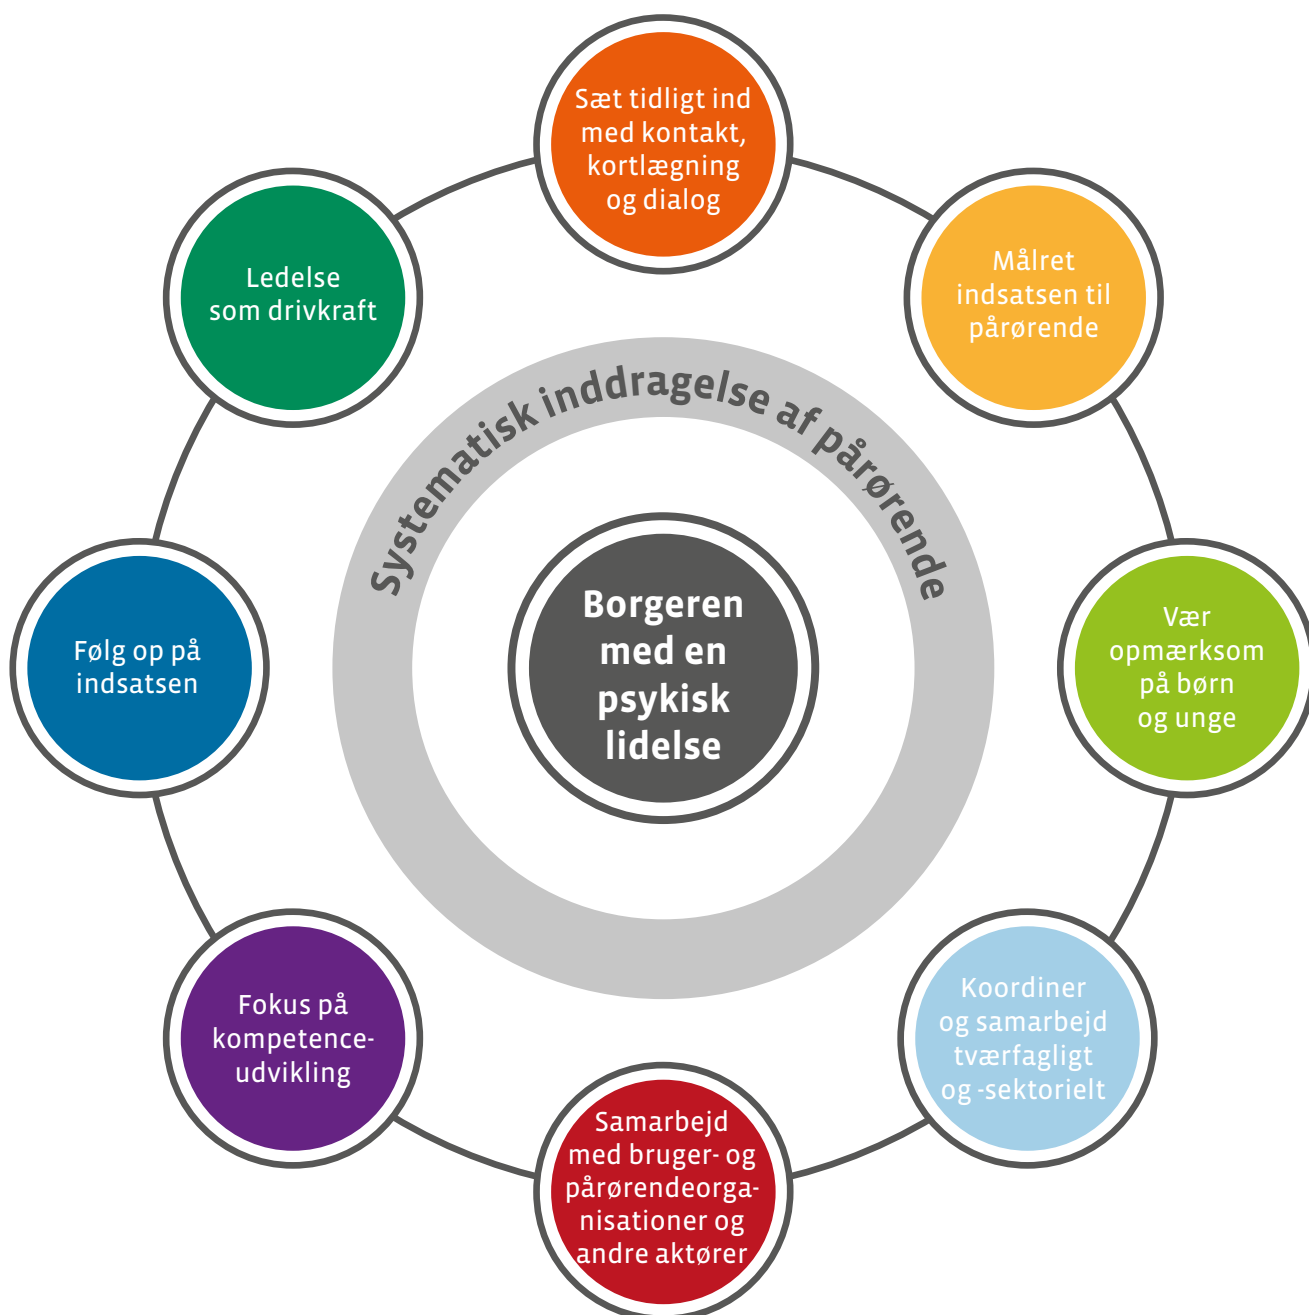 Sæt tidligt ind
med kontakt,
kortlægning
og dialog
Målret
indsatsen til
pårørende
Vær
opmærksom
på børn
og unge
Koordiner
og samarbejd
tværfagligt
og -sektorielt
Samarbejd
med bruger- og
pårørendeorga-
nisationer og
andre aktører
Fokus på
kompetence-
udvikling
Følg op på
indsatsen
Ledelse
som drivkraft
Systematisk inddragelse af pårørende
Borgeren
med en
psykisk
lidelse